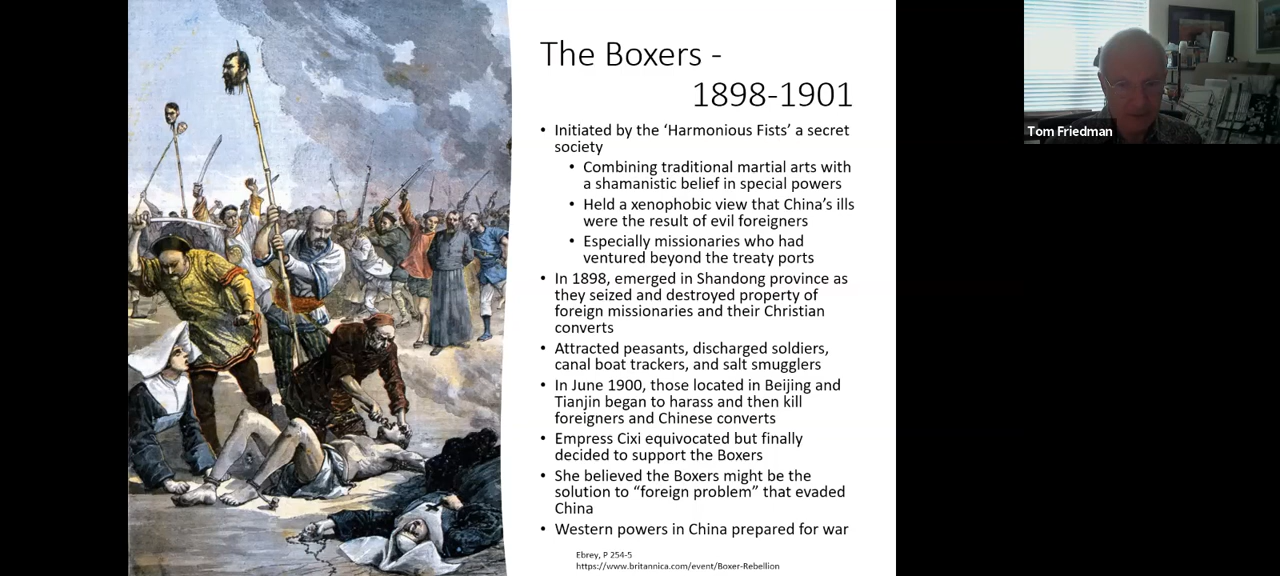 The Boxers -
1898-1901
• Initiated by the ‘Harmonious Fists’ a secret
society
• Combining traditional martial arts with
a shamanistic belief in special powers
• Held a xenophobic view that China’s ills
were the result of evil foreigners
• Especially missionaries who had
ventured beyond the treaty ports
• In 1898, emerged in Shandong province as
they seized and destroyed property of
foreign missionaries and their Christian
converts
• Attracted peasants, discharged soldiers,
canal boat trackers, and salt smugglers
• In June 1900, those located in Beijing and
Tianjin began to harass and then kill
foreigners and Chinese converts
• Empress Cixi equivocated but finally
decided to support the Boxers
• She believed the Boxers might be the
solution to “foreign problem” that evaded
China
• Western powers in China prepared for war
Ebrey, P 254-5
https://www.britannica.com/event/Boxer-Rebellion
Tom Friedman